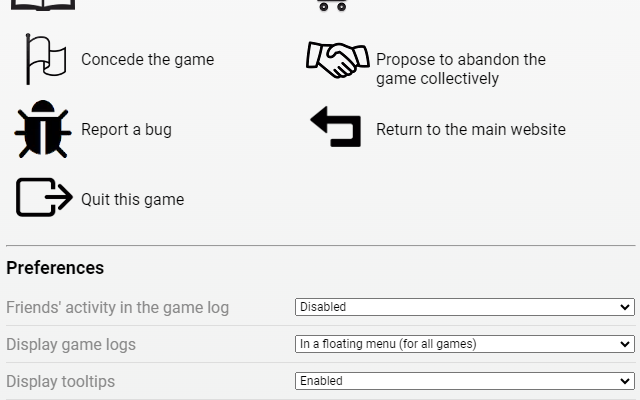 Concede the game
Propose to abandon the
game collectively
Report a bug
Return to the main website
Quit this game
Preferences
Friends' activity in the game log
Disabled
Display game logs
In a floating menu (for all games)
Display tooltips
Enabled